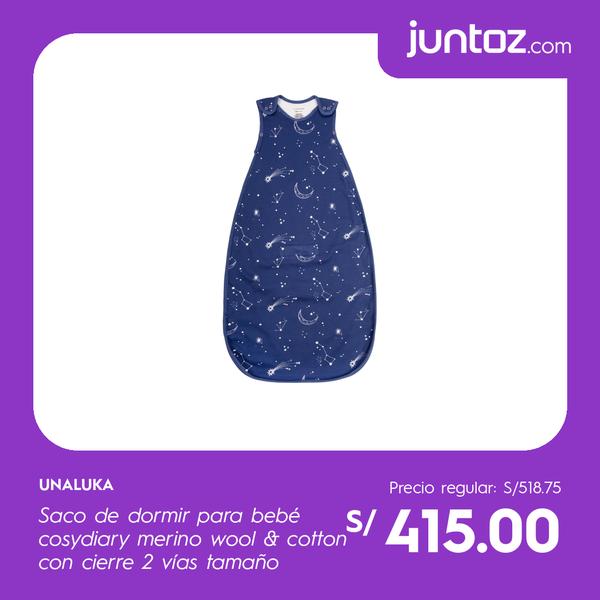 juntoz.com
UNALUKA
Saco de dormir para bebé
cosydiary merino wool & cotton
con cierre 2 vías tamaño
Precio regular: S/518.75
S/ 415.00